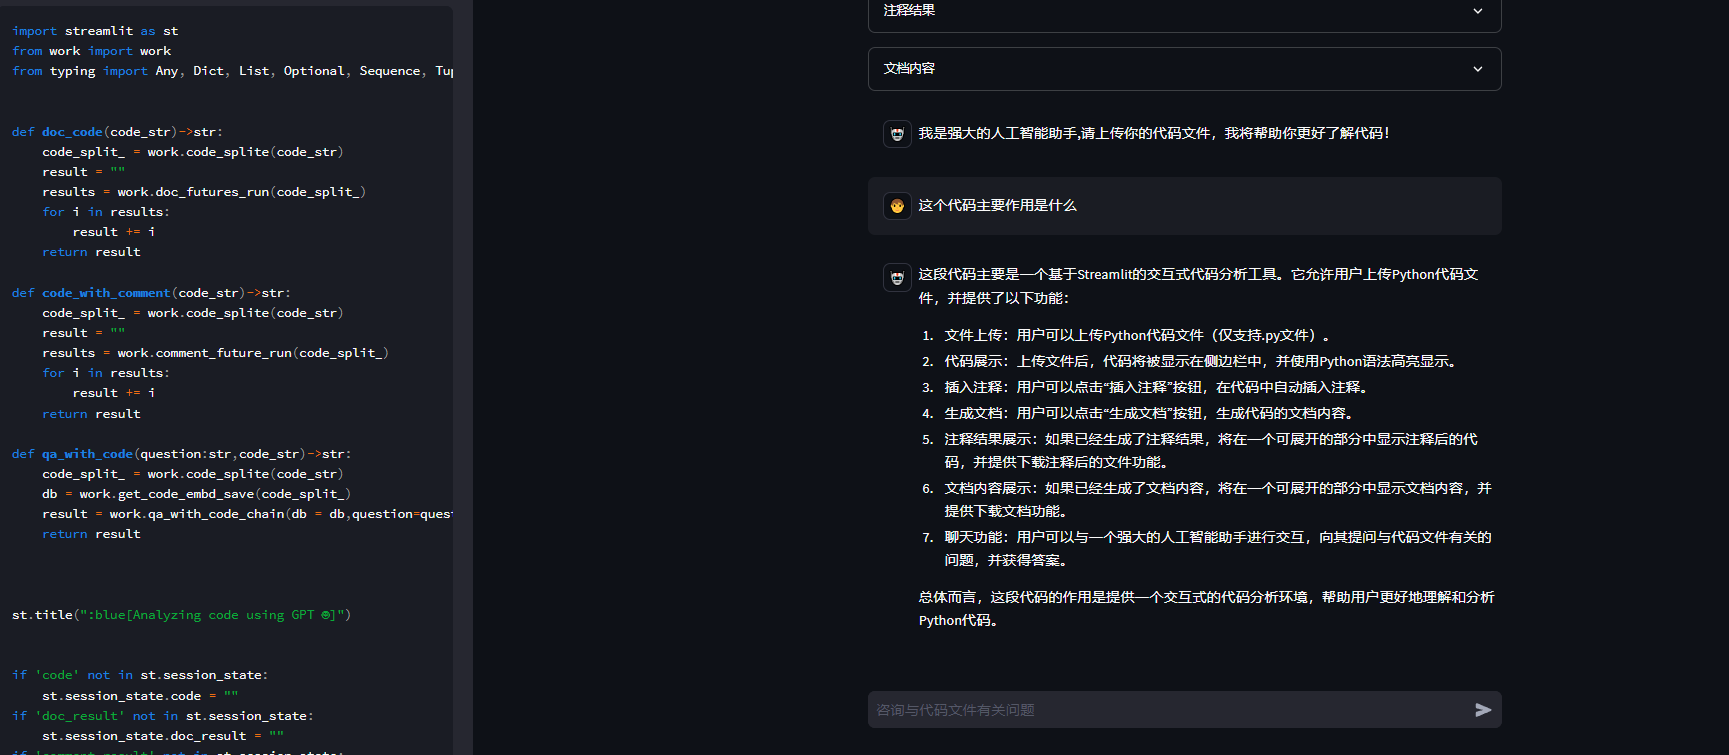 import streamlit as st
from work import work
from typing import Any, Dict, List, Optional, Sequence, Tup
def doc_code(code_str)->str:
    code_split_ = work.code_splite(code_str)
    result = ""
    results = work.doc_futures_run(code_split_)
    for i in results:
        result += i
    return result
def code_with_comment(code_str)->str:
    code_split_ = work.code_splite(code_str)
    result = ""
    results = work.comment_future_run(code_split_)
    for i in results:
        result += i
    return result
def qa_with_code(question:str,code_str)->str:
    code_split_ = work.code_splite(code_str)
    db = work.get_code_embd_save(code_split_)
    result = work.qa_with_code_chain(db = db,question=ques
    return result
st.title(":blue[Analyzing code using GPT ]")
if 'code' not in st.session_state:
    st.session_state.code = ""
if 'doc_result' not in st.session_state:
    st.session_state.doc_result = ""
注释结果
文档内容
我是强大的人工智能助手,请上传你的代码文件，我将帮助你更好了解代码！
这个代码主要作用是什么
这段代码主要是一个基于Streamlit的交互式代码分析工具。它允许用户上传Python代码文
件，并提供了以下功能：
1. 文件上传：用户可以上传Python代码文件（仅支持.py文件）。
2. 代码展示：上传文件后，代码将被显示在侧边栏中，并使用Python语法高亮显示。
3. 插入注释：用户可以点击“插入注释”按钮，在代码中自动插入注释。
4. 生成文档：用户可以点击“生成文档”按钮，生成代码的文档内容。
5. 注释结果展示：如果已经生成了注释结果，将在一个可展开的部分中显示注释后的代
码，并提供下载注释后的文件功能。
6. 文档内容展示：如果已经生成了文档内容，将在一个可展开的部分中显示文档内容，并
提供下载文档功能。
7. 聊天功能：用户可以与一个强大的人工智能助手进行交互，向其提问与代码文件有关的
问题，并获得答案。
总体而言，这段代码的作用是提供一个交互式的代码分析环境，帮助用户更好地理解和分析
Python代码。
咨询与代码文件有关问题